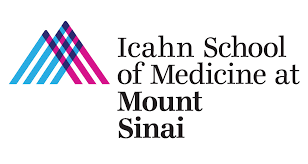 Icahn School
of Medicine at
Mount
Sinai